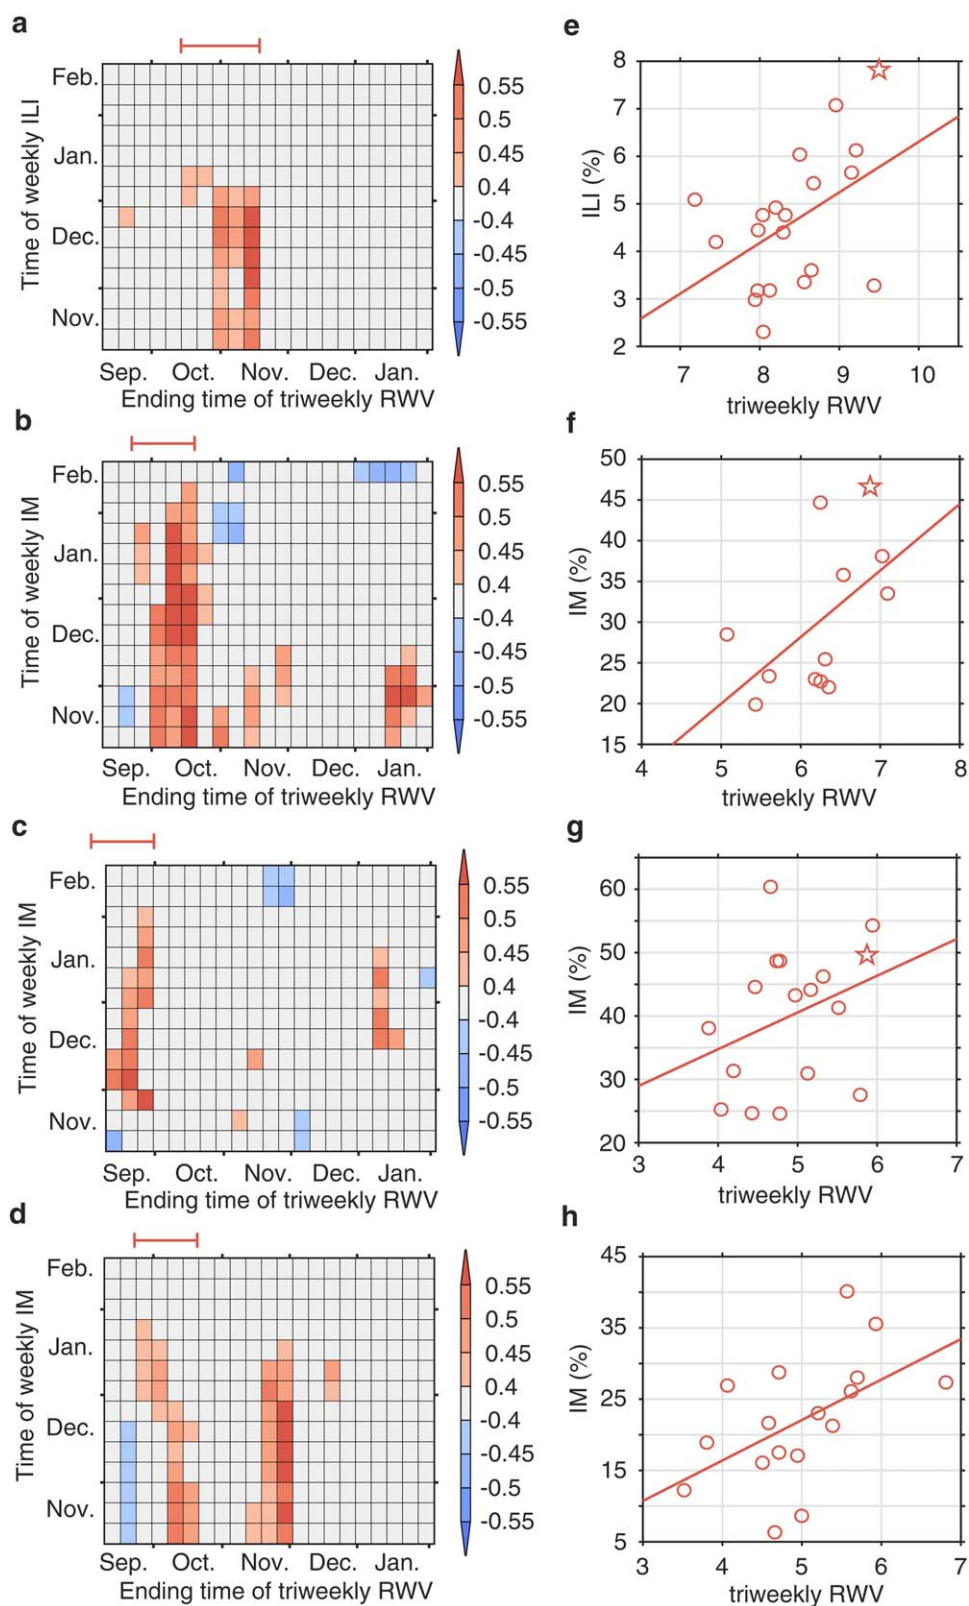 a
Feb.
Jan.
Dec.
Nov.
Time of weekly ILI
Sep. Oct. Nov. Dec. Jan.
Ending time of triweekly RWV
0.55
0.5
0.45
0.4
-0.4
-0.45
-0.5
-0.55
e
8
7
6
5
4
3
2
ILI (%)
7 8 9 10
triweekly RWV
b
Feb.
Jan.
Dec.
Nov.
Time of weekly IM
Sep. Oct. Nov. Dec. Jan.
Ending time of triweekly RWV
0.55
0.5
0.45
0.4
-0.4
-0.45
-0.5
-0.55
f
50
45
40
35
30
25
20
15
IM (%)
4 5 6 7 8
triweekly RWV
c
Feb.
Jan.
Dec.
Nov.
Time of weekly IM
Sep. Oct. Nov. Dec. Jan.
Ending time of triweekly RWV
0.55
0.5
0.45
0.4
-0.4
-0.45
-0.5
-0.55
g
60
50
40
30
20
IM (%)
3 4 5 6 7
triweekly RWV
d
Feb.
Jan.
Dec.
Nov.
Time of weekly IM
Sep. Oct. Nov. Dec. Jan.
Ending time of triweekly RWV
0.55
0.5
0.45
0.4
-0.4
-0.45
-0.5
-0.55
h
45
35
25
15
5
IM (%)
3 4 5 6 7
triweekly RWV